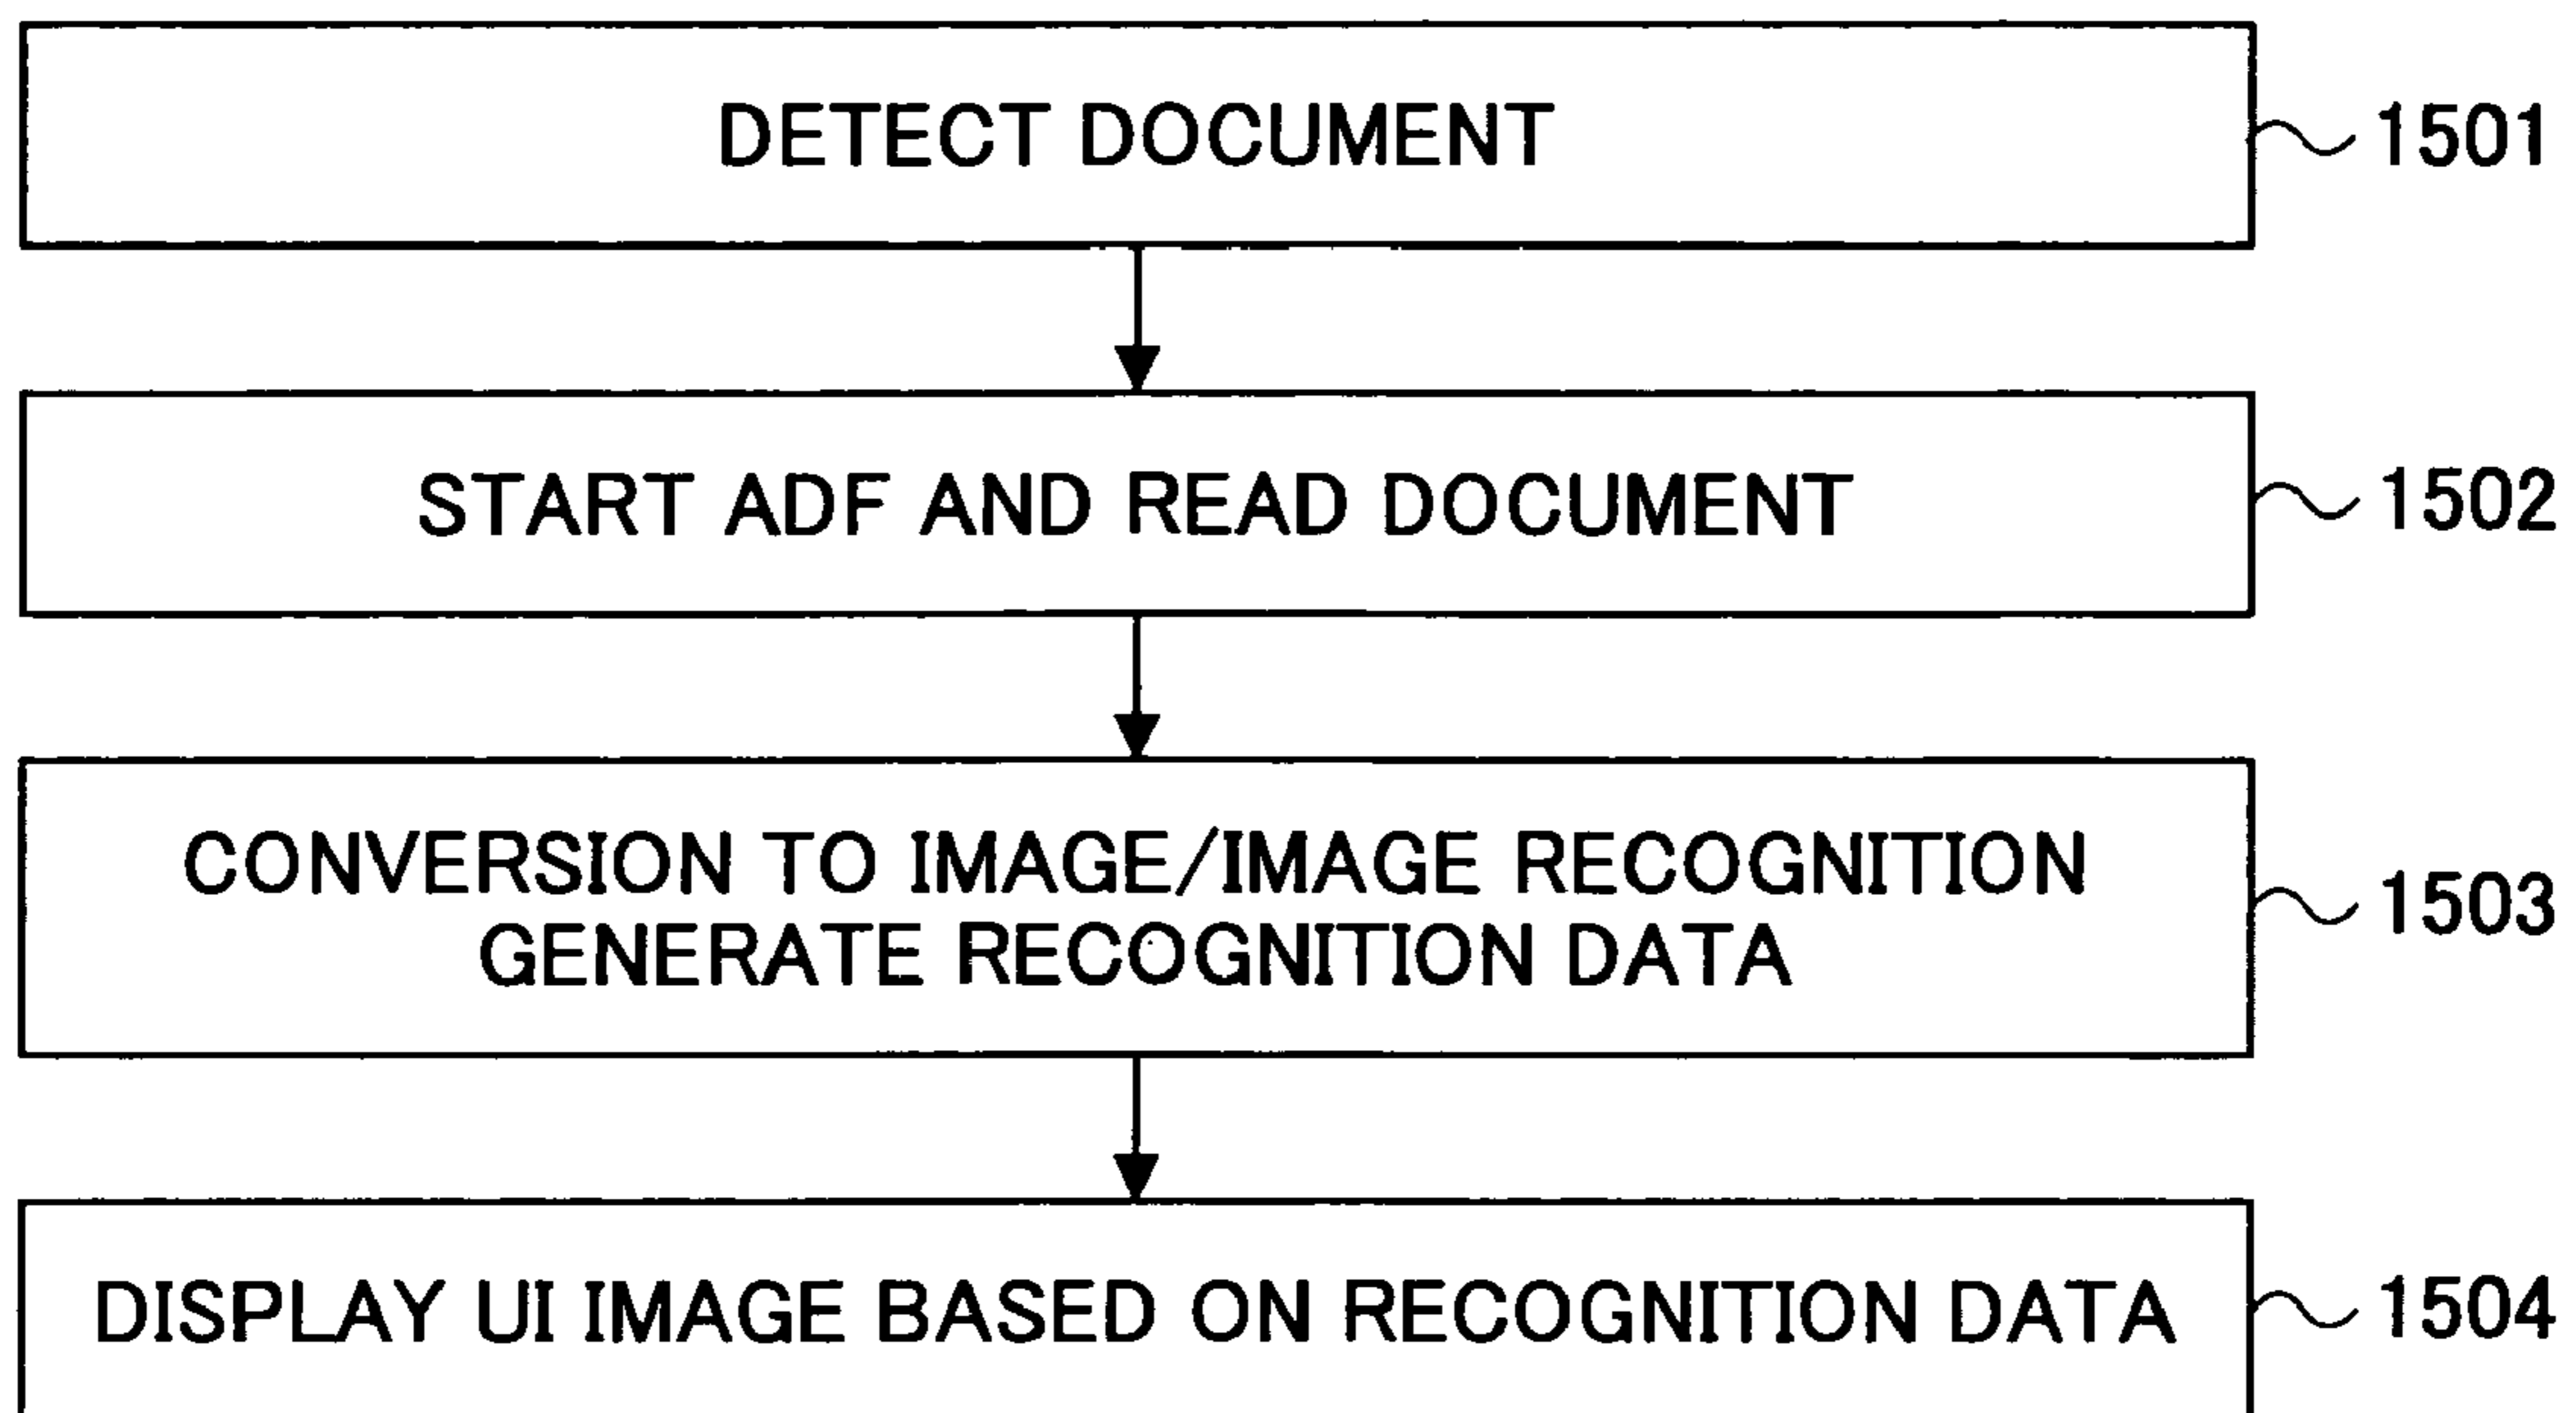 DETECT DOCUMENT
1501
START ADF AND READ DOCUMENT
1502
CONVERSION TO IMAGE/IMAGE RECOGNITION
GENERATE RECOGNITION DATA
1503
DISPLAY UI IMAGE BASED ON RECOGNITION DATA
1504